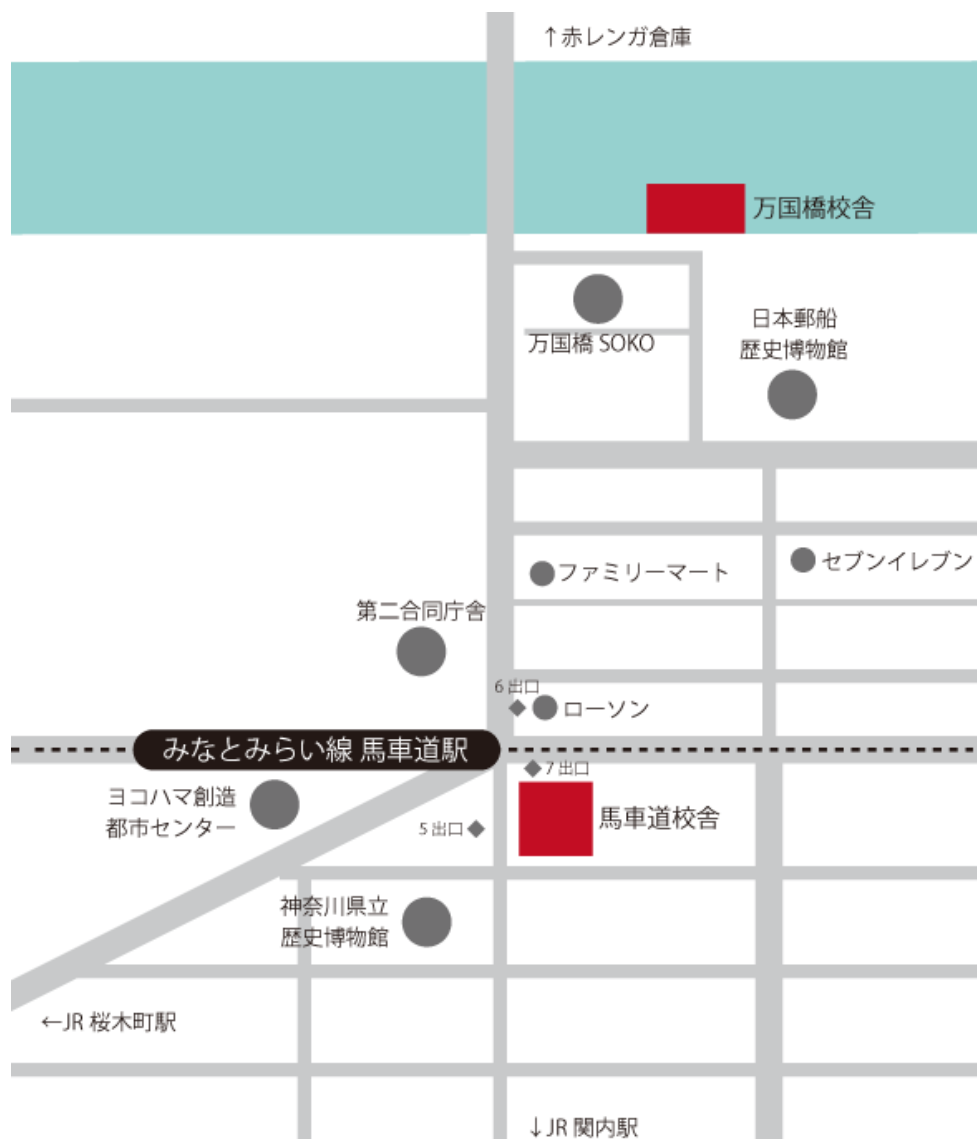 ↑赤レンガ倉庫
万国橋校舎
日本郵船
歴史博物館
万国橋 SOKO
ファミリーマート
セブンイレブン
第二合同庁舎
6 出口
ローソン
みなとみらい線 馬車道駅
7 出口
ヨコハマ創造
都市センター
5 出口
馬車道校舎
神奈川県立
歴史博物館
←JR 桜木町駅
↓JR 関内駅